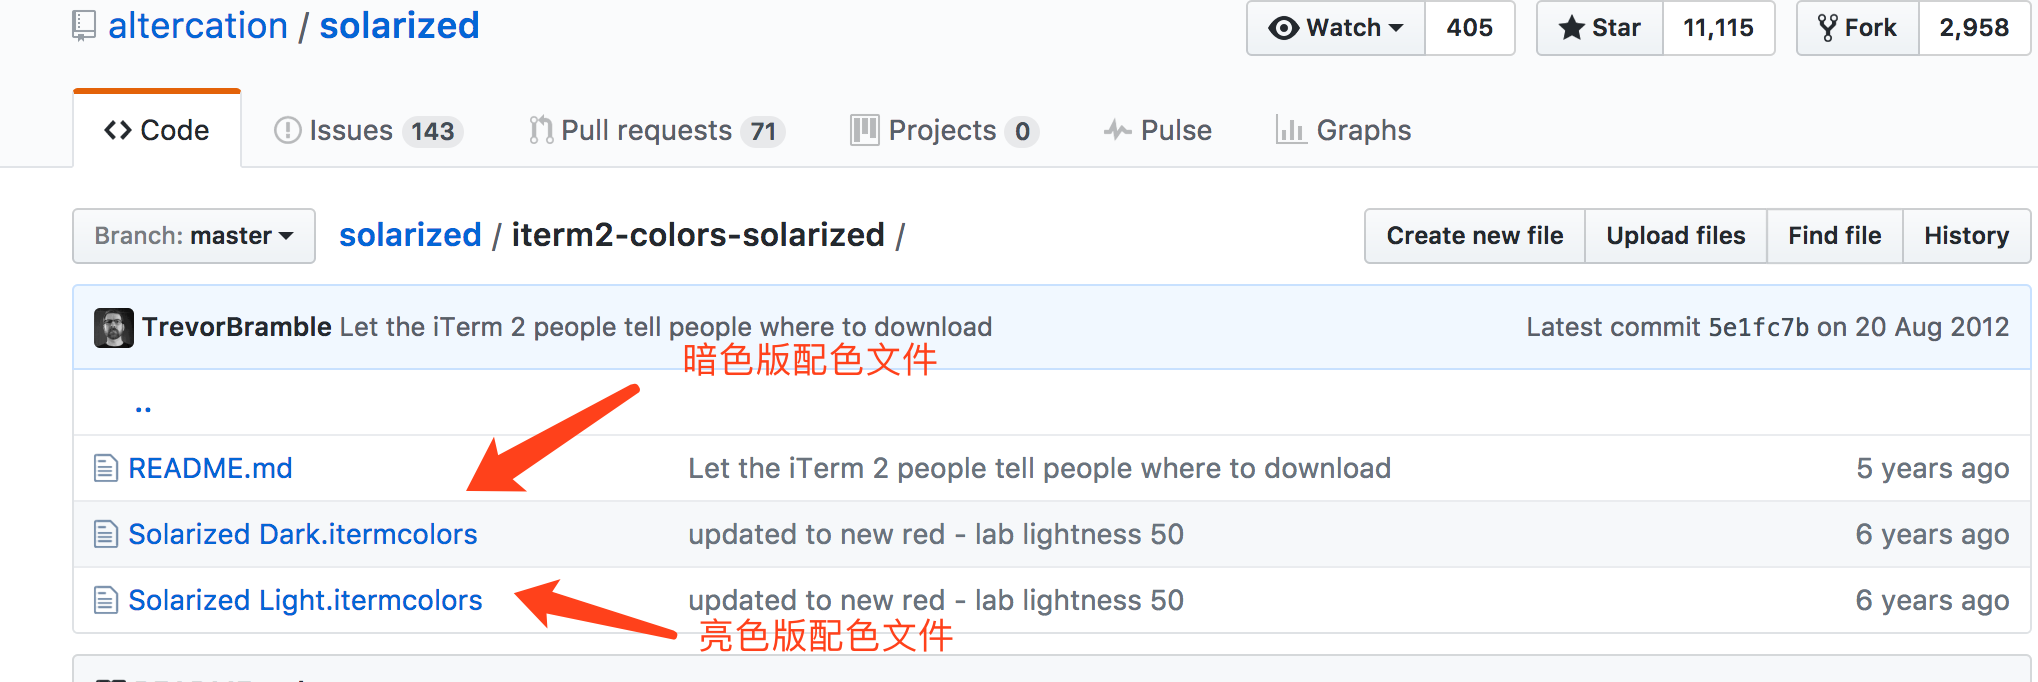 altercation / solarized
Watch 405 Star 11,115 Fork 2,958
Code Issues 143 Pull requests 71 Projects 0 Pulse Graphs
Branch: master solarized / iterm2-colors-solarized / Create new file Upload files Find file History
TrevorBramble Let the iTerm 2 people tell people where to download Latest commit 5e1fc7b on 20 Aug 2012
暗色版配色文件
..
README.md Let the iTerm 2 people tell people where to download 5 years ago
Solarized Dark.itermcolors updated to new red - lab lightness 50 6 years ago
Solarized Light.itermcolors updated to new red - lab lightness 50 6 years ago
亮色版配色文件